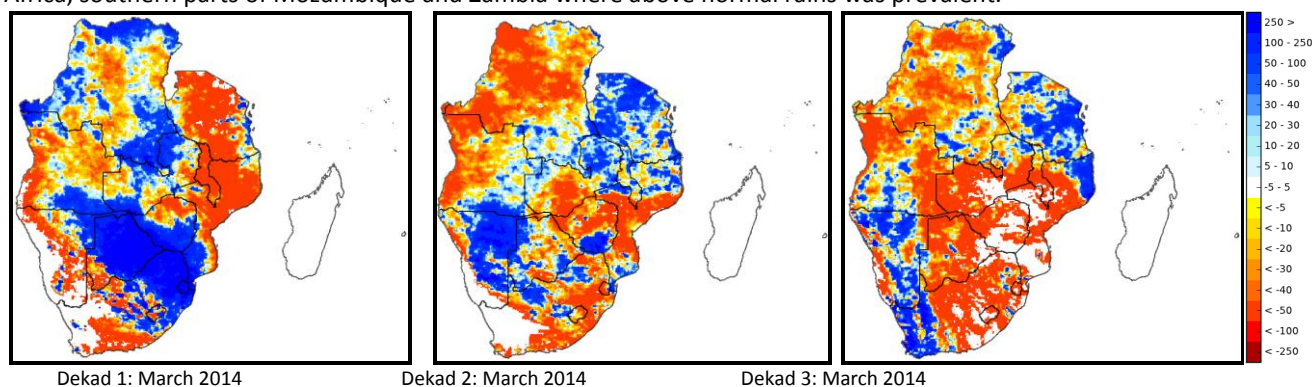 Africa, southern parts of Mozambique and Zambia where above normal rains was prevalent.
250 >
100 - 250
50 - 100
40 - 50
30 - 40
20 - 30
10 - 20
5 - 10
-5 - 5
< -5
< -10
< -20
< -30
< -40
< -50
< -100
< -250
Dekad 1: March 2014 Dekad 2: March 2014 Dekad 3: March 2014